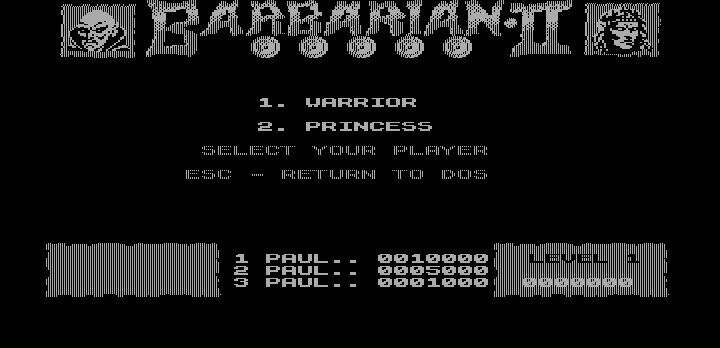 BARBARIAN·II
1. WARRIOR
2. PRINCESS
SELECT YOUR PLAYER
ESC - RETURN TO DOS
1 PAUL.. 0010000
2 PAUL.. 0005000
3 PAUL.. 0001000
LEVEL 1
0000000